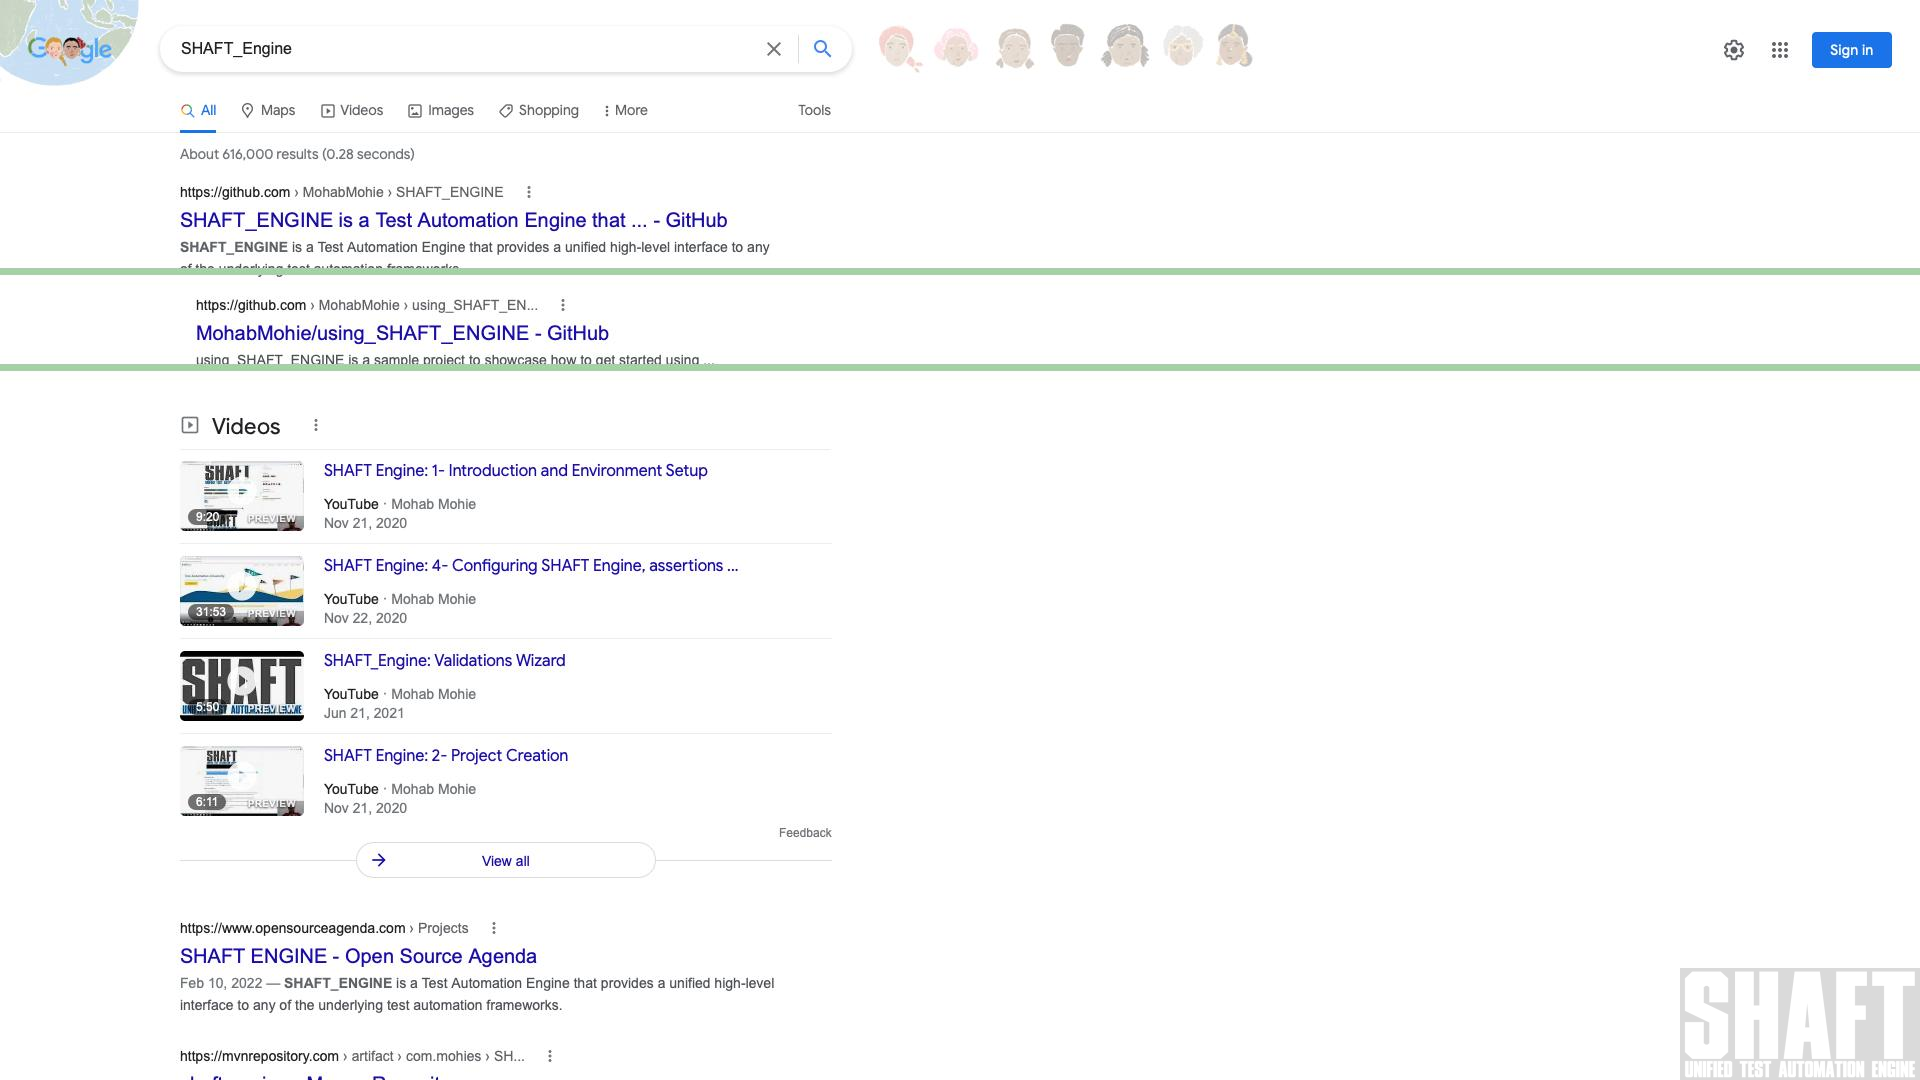 Google
SHAFT_Engine
Sign in
All
Maps
Videos
Images
Shopping
More
Tools
About 616,000 results (0.28 seconds)
https://github.com › MohabMohie › SHAFT_ENGINE
SHAFT_ENGINE is a Test Automation Engine that ... - GitHub
SHAFT_ENGINE is a Test Automation Engine that provides a unified high-level interface to any
of the underlying test automation frameworks.
https://github.com › MohabMohie › using_SHAFT_EN...
MohabMohie/using_SHAFT_ENGINE - GitHub
using_SHAFT_ENGINE is a sample project to showcase how to get started using ...
Videos
SHAFT Engine: 1- Introduction and Environment Setup
9:20 PREVIEW
YouTube · Mohab Mohie
Nov 21, 2020
SHAFT Engine: 4- Configuring SHAFT Engine, assertions ...
31:53 PREVIEW
YouTube · Mohab Mohie
Nov 22, 2020
SHAFT_Engine: Validations Wizard
SHAFT
UNIFIED TEST AUTOMATION ENGINE
5:50 PREVIEW
YouTube · Mohab Mohie
Jun 21, 2021
SHAFT Engine: 2- Project Creation
SHAFT
6:11 PREVIEW
YouTube · Mohab Mohie
Nov 21, 2020
Feedback
View all
https://www.opensourceagenda.com › Projects
SHAFT ENGINE - Open Source Agenda
Feb 10, 2022 — SHAFT_ENGINE is a Test Automation Engine that provides a unified high-level
interface to any of the underlying test automation frameworks.
https://mvnrepository.com › artifact › com.mohies › SH...
SHAFT
UNIFIED TEST AUTOMATION ENGINE